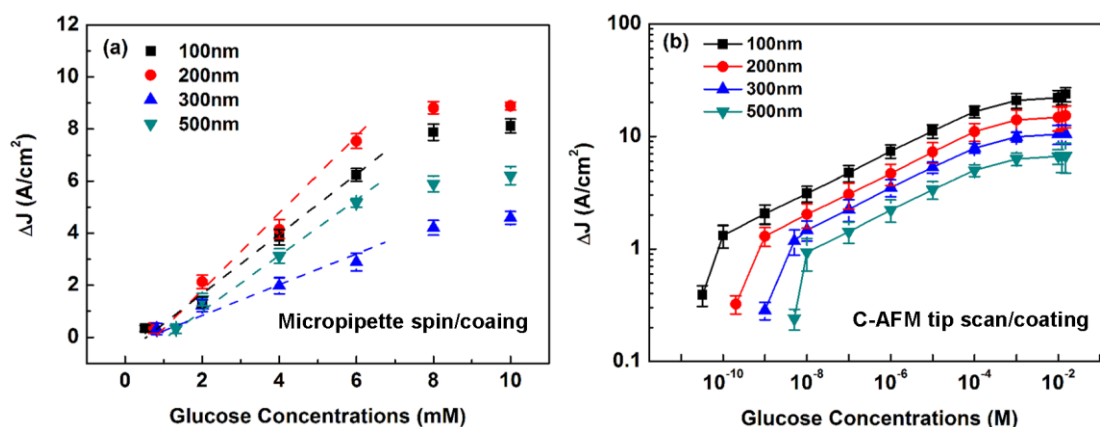 (a)
100nm
200nm
300nm
500nm
12
10
8
6
4
2
0
ΔJ (A/cm²)
Micropipette spin/coaing
0 2 4 6 8 10
Glucose Concentrations (mM)
(b)
100nm
200nm
300nm
500nm
100
10
1
0.1
ΔJ (A/cm²)
C-AFM tip scan/coating
10⁻¹⁰ 10⁻⁸ 10⁻⁶ 10⁻⁴ 10⁻²
Glucose Concentrations (M)